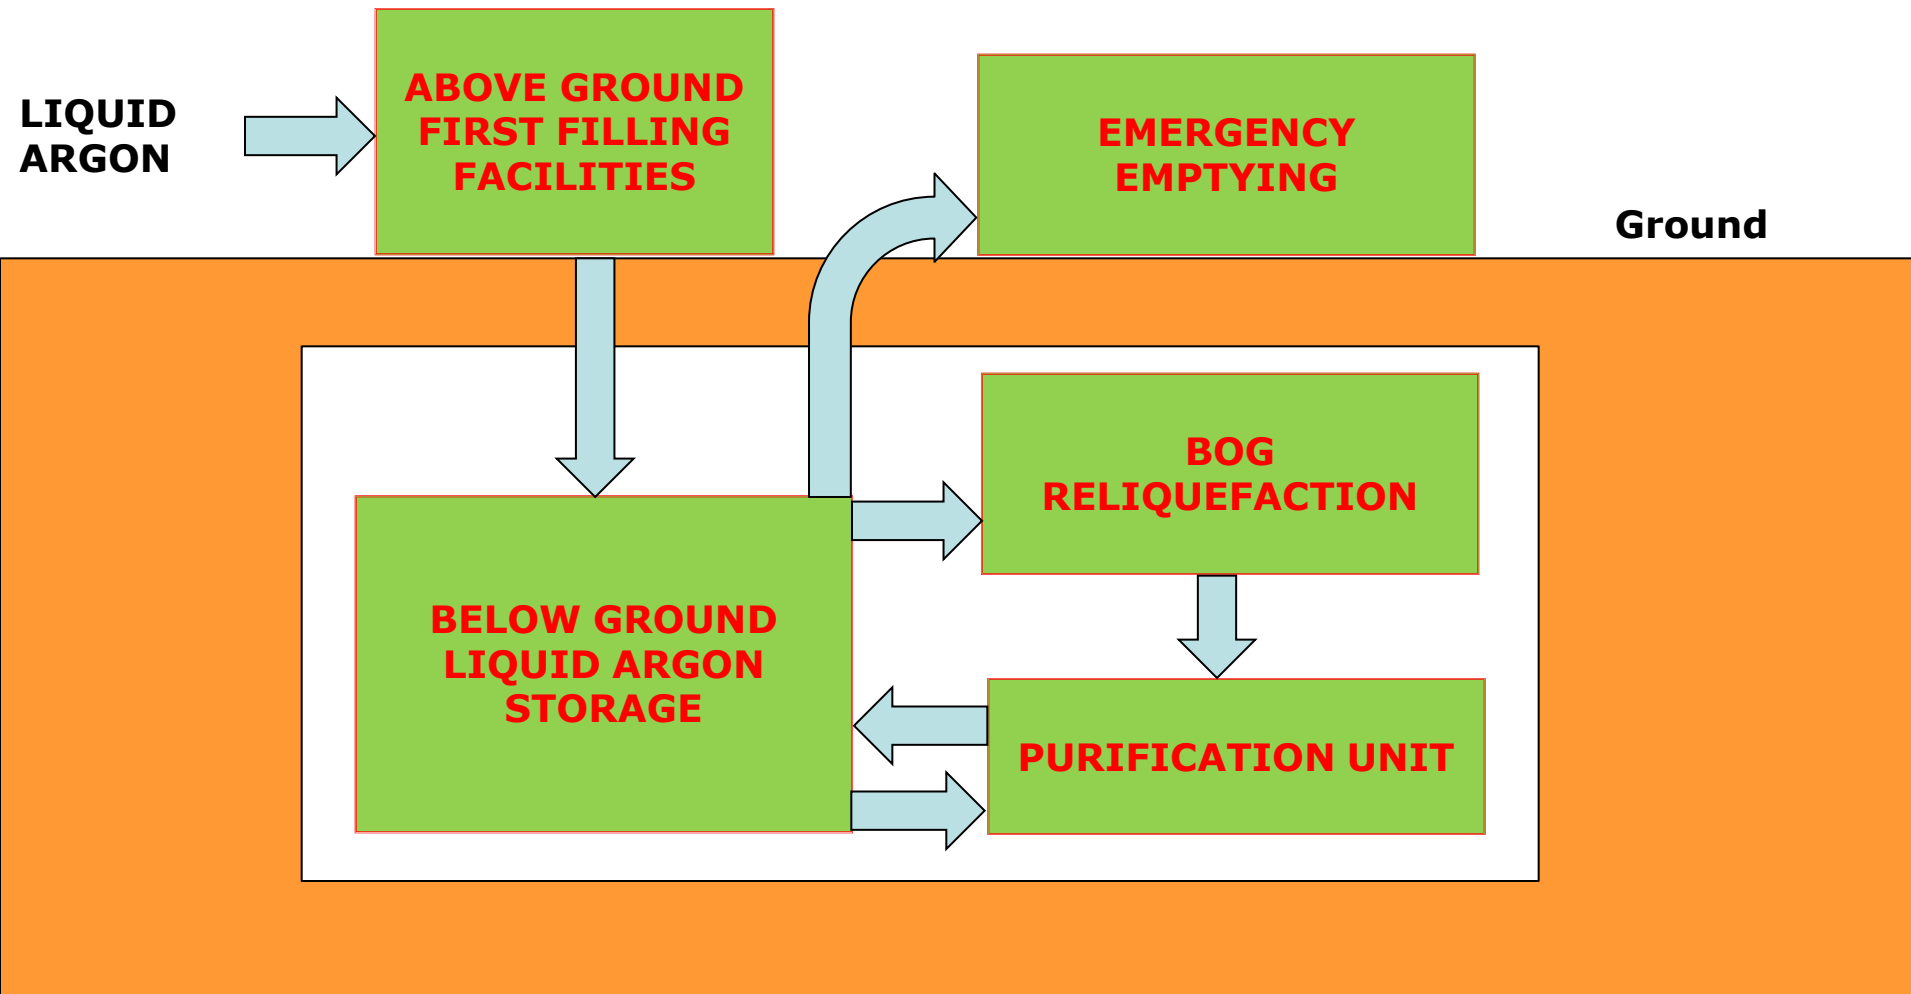 LIQUID
ARGON
ABOVE GROUND
FIRST FILLING
FACILITIES
EMERGENCY
EMPTYING
Ground
BOG
RELIQUEFACTION
BELOW GROUND
LIQUID ARGON
STORAGE
PURIFICATION UNIT